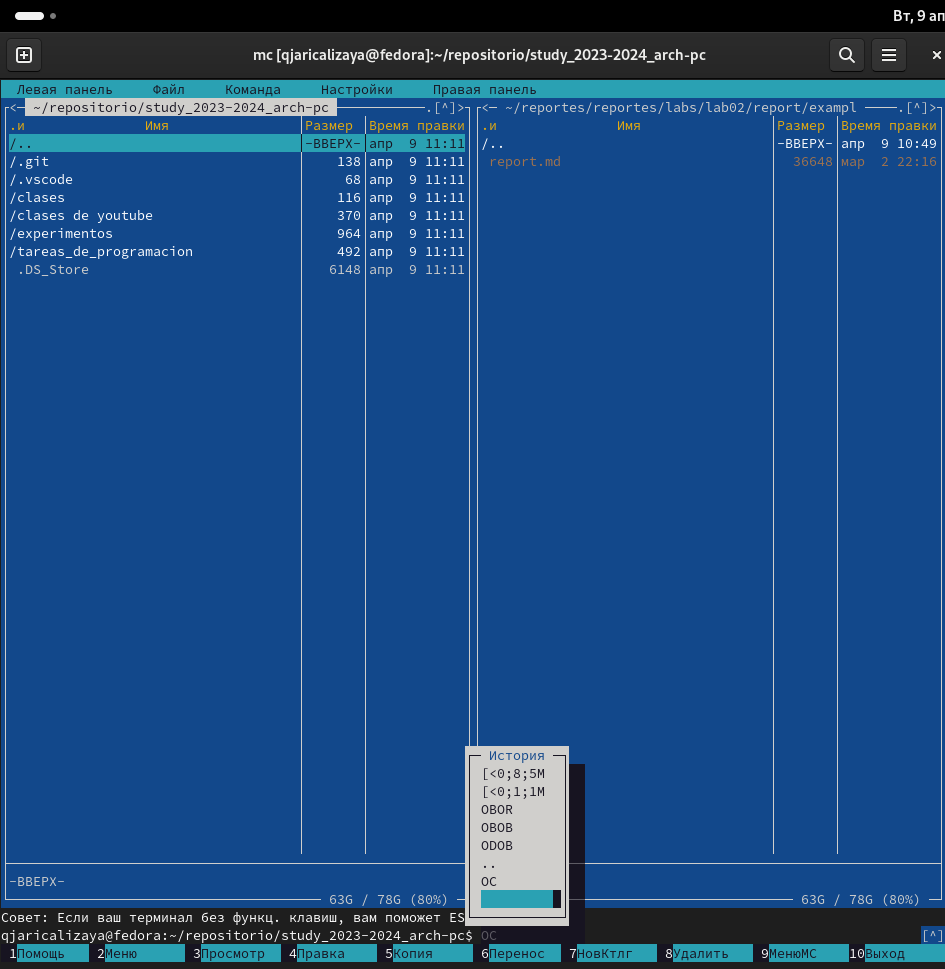 Вт, 9 ап
mc [qjaricalizaya@fedora]:~/repositorio/study_2023-2024_arch-pc
Левая панель Файл Команда Настройки Правая панель
<─ ~/repositorio/study_2023-2024_arch-pc .[^]> <─ ~/reportes/reportes/labs/lab02/report/exampl .[^]>
.и Имя Размер Время правки .и Имя Размер Время правки
/.. -ВВЕРХ- апр 9 11:11 /.. -ВВЕРХ- апр 9 10:49
/.git 138 апр 9 11:11 report.md 36648 мар 2 22:16
/.vscode 68 апр 9 11:11
/clases 116 апр 9 11:11
/clases de youtube 370 апр 9 11:11
/experimentos 964 апр 9 11:11
/tareas_de_programacion 492 апр 9 11:11
.DS_Store 6148 апр 9 11:11
История
[<0;8;5M
[<0;1;1M
OBOR
OBOB
ODOB
..
OC
-ВВЕРХ-
63G / 78G (80%) 63G / 78G (80%)
Совет: Если ваш терминал без функц. клавиш, вам поможет ES
qjaricalizaya@fedora:~/repositorio/study_2023-2024_arch-pc$ OC [^]
1Помощь 2Меню 3Просмотр 4Правка 5Копия 6Перенос 7НовКтлг 8Удалить 9МенюMC 10Выход